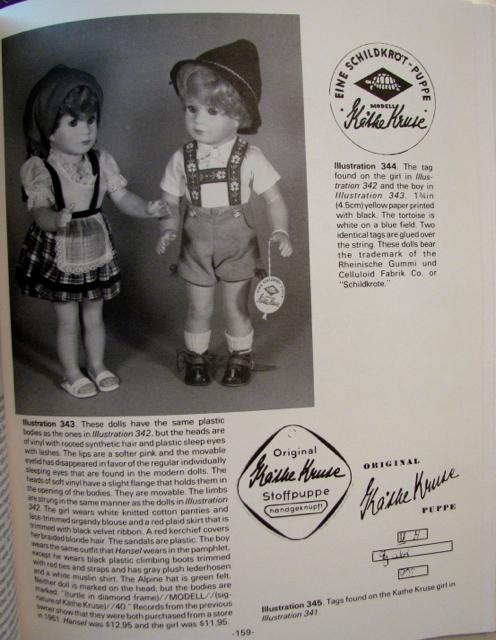 EINE SCHILDKRÖT-PUPPE
MODELL
Käthe Kruse
Illustration 344. The tag
found on the girl in Illus-
tration 342 and the boy in
Illustration 343. 1¾in
(4.5cm) yellow paper printed
with black. The tortoise is
white on a blue field. Two
identical tags are glued over
the string. These dolls bear
the trademark of the
Rheinische Gummi und
Celluloid Fabrik Co. or
"Schildkrote."
Illustration 343. These dolls have the same plastic
bodies as the ones in Illustration 342, but the heads are
of vinyl with rooted synthetic hair and plastic sleep eyes
with lashes. The lips are a softer pink and the movable
eyelid has disappeared in favor of the regular individually
sleeping eyes that are found in the modern dolls. The
heads of soft vinyl have a slight flange that holds them in
the opening of the bodies. They are movable. The limbs
are strung in the same manner as the dolls in Illustration
342. The girl wears white knitted cotton panties and
lace-trimmed organdy blouse and a red plaid skirt that is
trimmed with black velvet ribbon. A red kerchief covers
her braided blonde hair. The sandals are plastic. The boy
wears the same outfit that Hansel wears in the pamphlet,
except he wears black plastic climbing boots trimmed
with red ties and straps and has gray plush lederhosen
and a white muslin shirt. The Alpine hat is green felt.
Neither doll is marked on the head, but the bodies are
marked: "(turtle in diamond frame)//MODELL//(sig-
nature of Käthe Kruse)//40." Records from the previous
owner show that they were both purchased from a store
in 1961. Hansel was $12.95 and the girl was $11.95.
Original
Käthe Kruse
Stoffpuppe
handgeknüpft
ORIGINAL
Käthe Kruse
PUPPE
Illustration 345. Tags found on the Kathe Kruse girl in
Illustration 341.
-159-